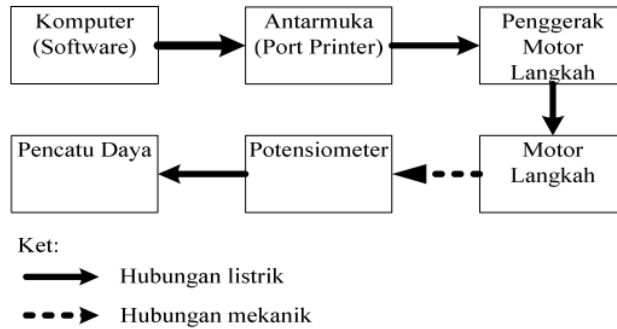 Komputer
(Software)
Antarmuka
(Port Printer)
Penggerak
Motor
Langkah
Pencatu Daya
Potensiometer
Motor
Langkah
Ket:
Hubungan listrik
Hubungan mekanik